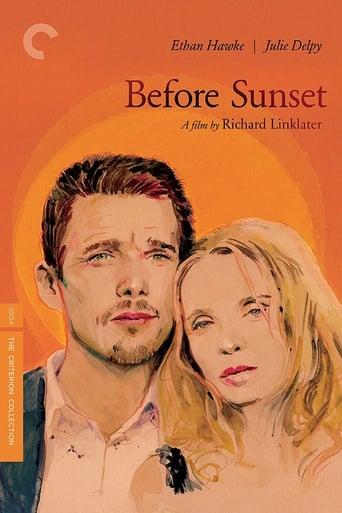 Ethan Hawke | Julie Delpy
Before Sunset
A film by Richard Linklater
2004
THE CRITERION COLLECTION